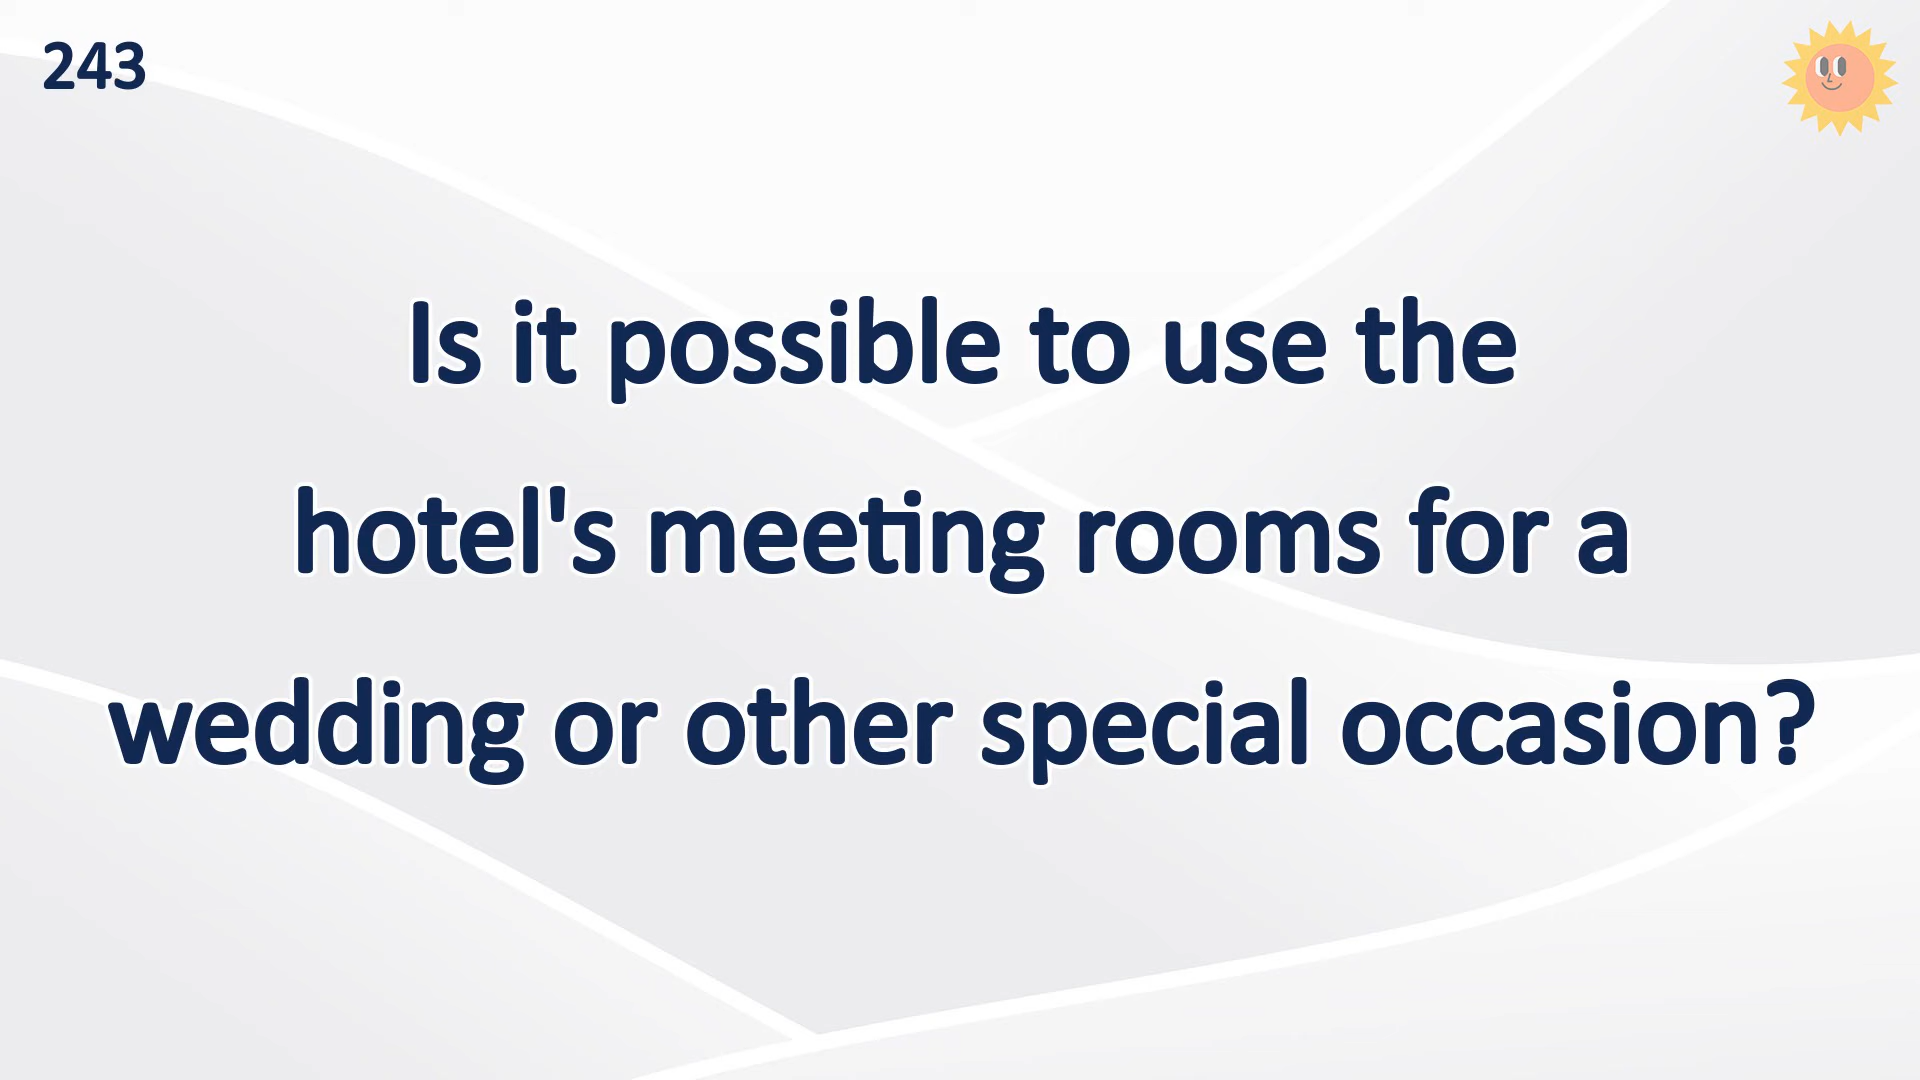 243
Is it possible to use the
hotel's meeting rooms for a
wedding or other special occasion?